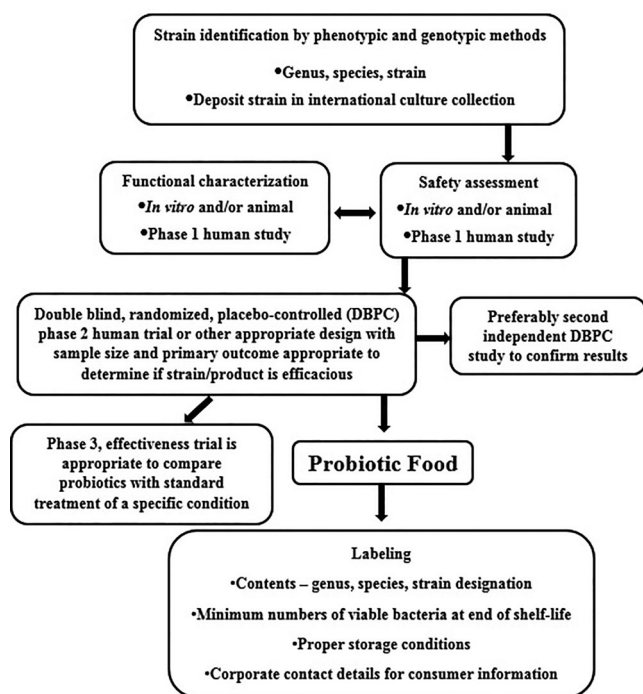 Strain identification by phenotypic and genotypic methods
•Genus, species, strain
•Deposit strain in international culture collection
Functional characterization
•In vitro and/or animal
•Phase 1 human study
Safety assessment
•In vitro and/or animal
•Phase 1 human study
Double blind, randomized, placebo-controlled (DBPC)
phase 2 human trial or other appropriate design with
sample size and primary outcome appropriate to
determine if strain/product is efficacious
Preferably second
independent DBPC
study to confirm results
Phase 3, effectiveness trial is
appropriate to compare
probiotics with standard
treatment of a specific condition
Probiotic Food
Labeling
•Contents – genus, species, strain designation
•Minimum numbers of viable bacteria at end of shelf-life
•Proper storage conditions
•Corporate contact details for consumer information